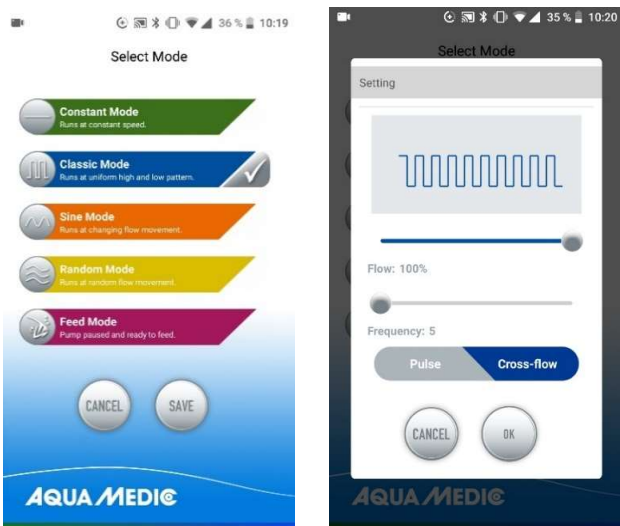 36 % 10:19
Select Mode
Constant Mode
Runs at constant speed.
Classic Mode
Runs at uniform high and low pattern.
Sine Mode
Runs at changing flow movement.
Random Mode
Runs at random flow movement.
Feed Mode
Pump paused and ready to feed.
CANCEL SAVE
AQUA MEDIC
35 % 10:20
Select Mode
Setting
Flow: 100%
Frequency: 5
Pulse Cross-flow
CANCEL OK
AQUA MEDIC